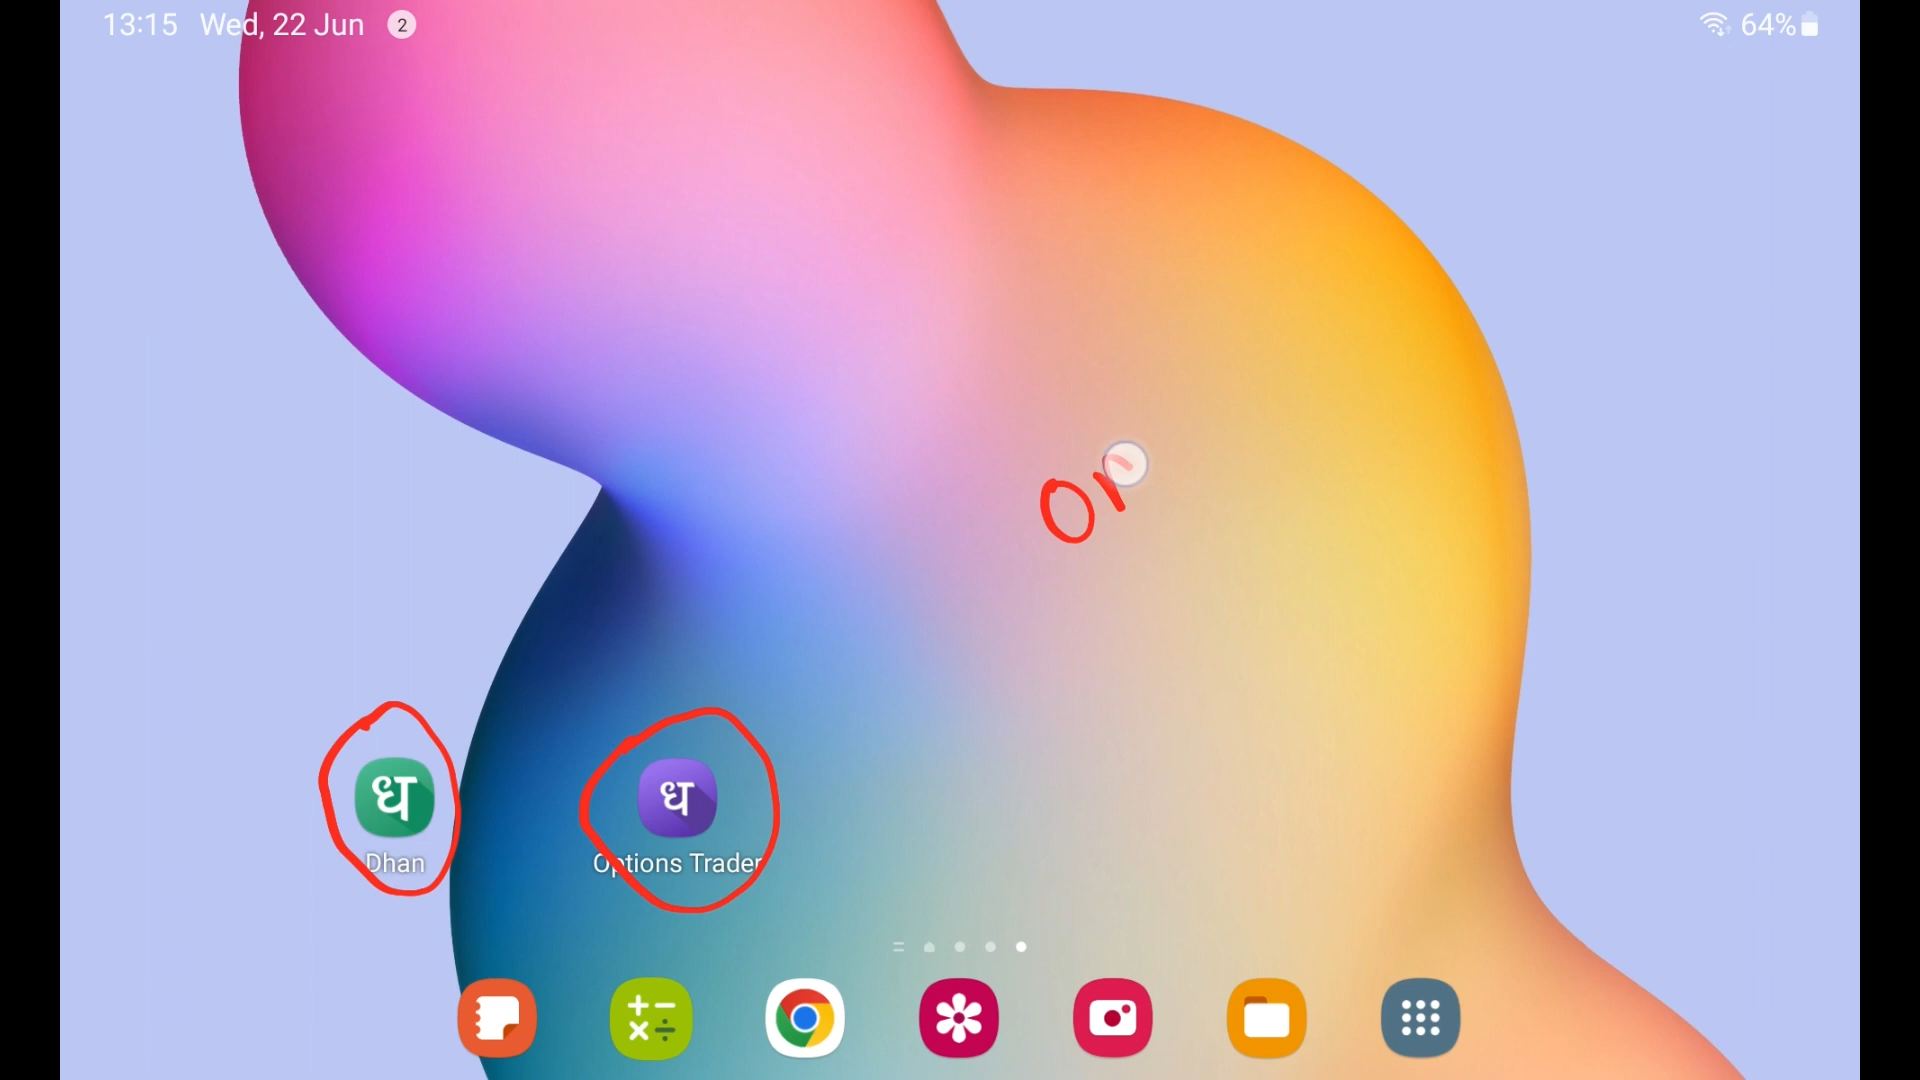 13:15 Wed, 22 Jun 2
64%
Or
ध ध
Dhan Options Trader